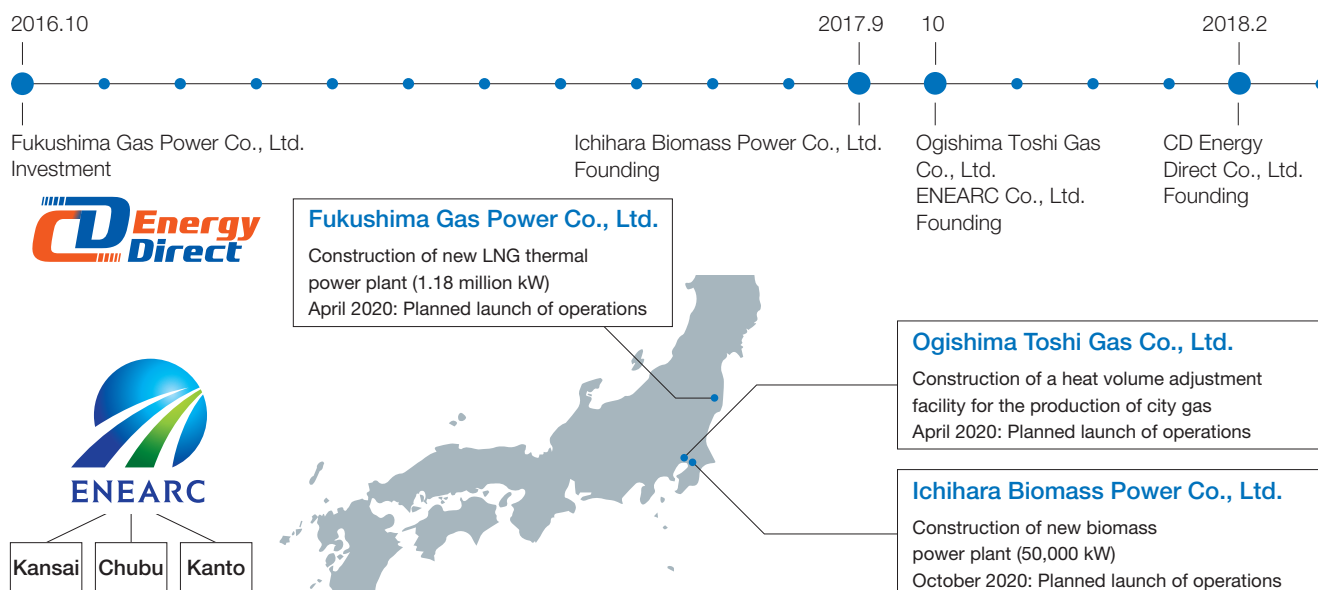 2016.10
2017.9
10
2018.2
Fukushima Gas Power Co., Ltd.
Investment
Ichihara Biomass Power Co., Ltd.
Founding
Ogishima Toshi Gas
Co., Ltd.
ENEARC Co., Ltd.
Founding
CD Energy
Direct Co., Ltd.
Founding
CD Energy
Direct
Fukushima Gas Power Co., Ltd.
Construction of new LNG thermal
power plant (1.18 million kW)
April 2020: Planned launch of operations
Ogishima Toshi Gas Co., Ltd.
Construction of a heat volume adjustment
facility for the production of city gas
April 2020: Planned launch of operations
ENEARC
Kansai
Chubu
Kanto
Ichihara Biomass Power Co., Ltd.
Construction of new biomass
power plant (50,000 kW)
October 2020: Planned launch of operations